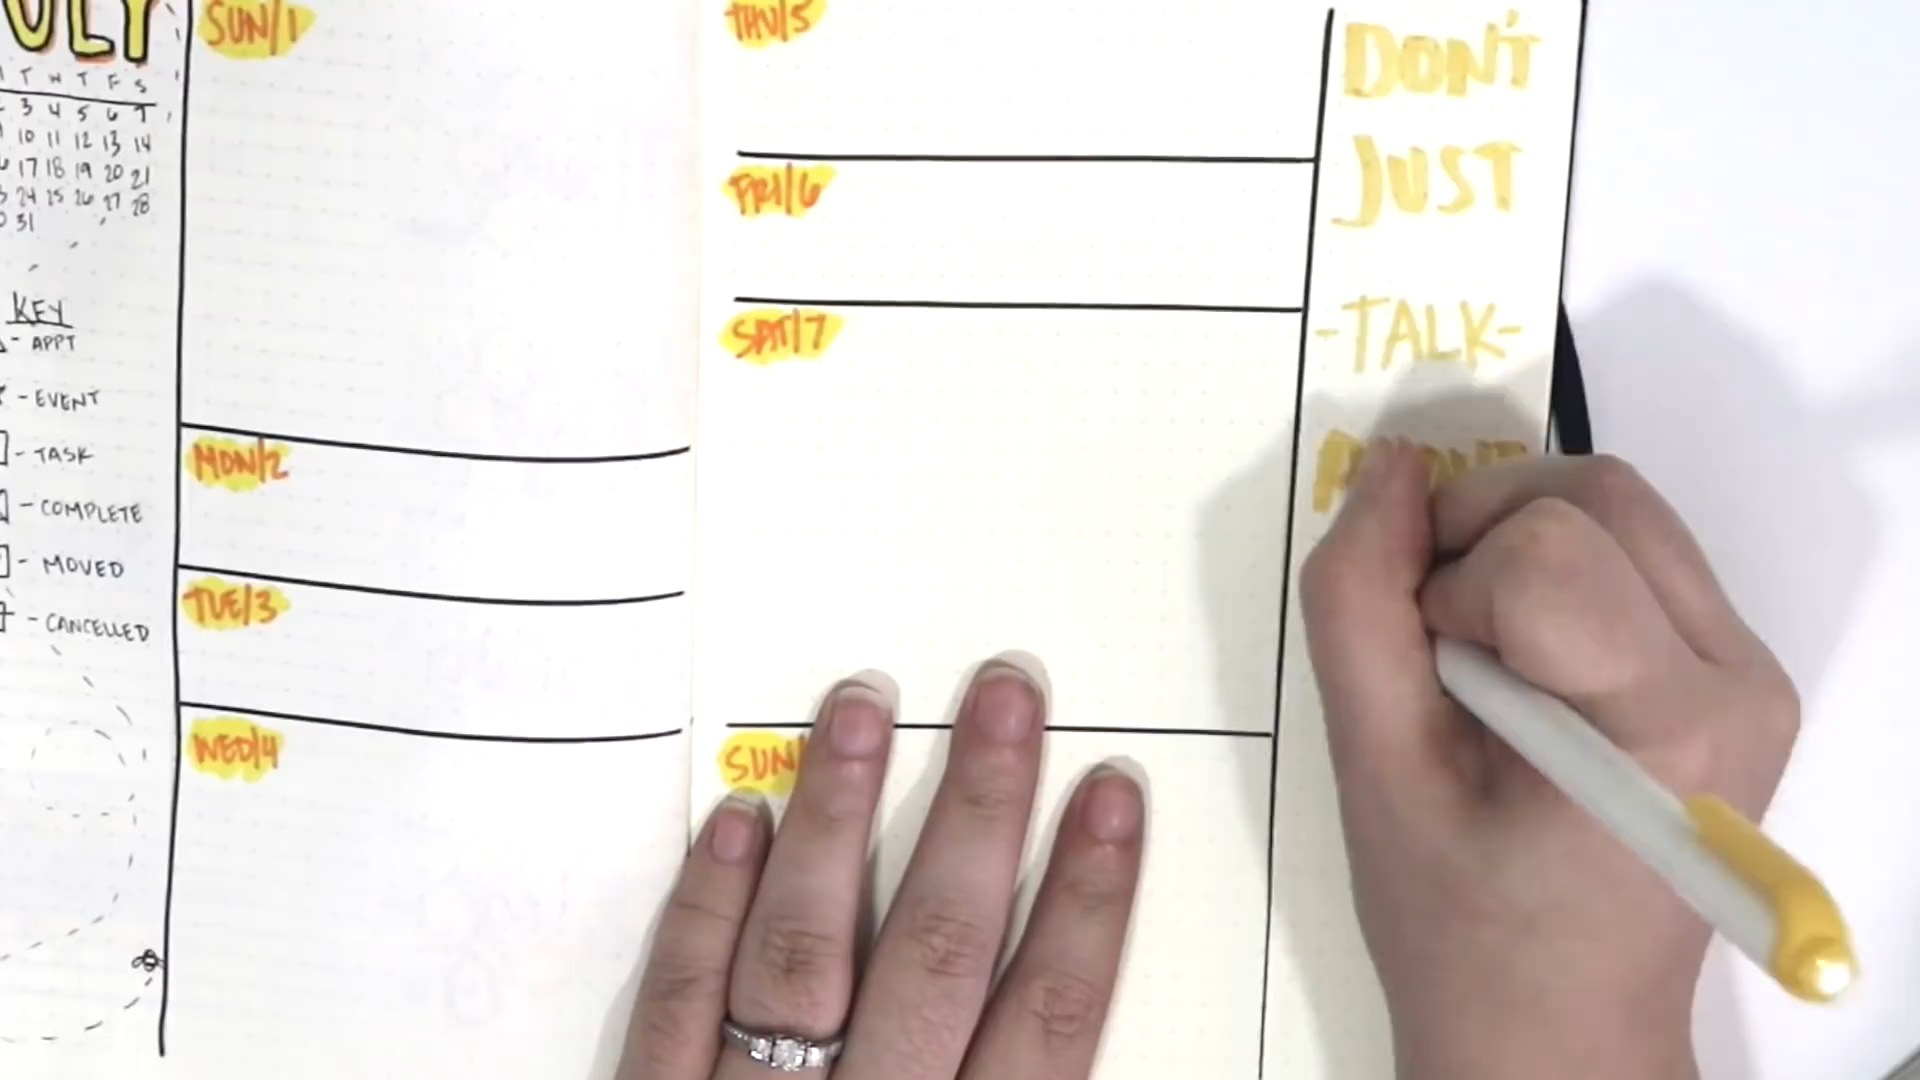 ULY
T W T F S
3 4 5 6 7
10 11 12 13 14
17 18 19 20 21
24 25 26 27 28
31
KEY
- APPT
- EVENT
- TASK
- COMPLETE
- MOVED
- CANCELLED
SUN/1
MON/2
TUE/3
WED/4
THU/5
FRI/6
SAT/7
SUN/
DON'T
JUST
-TALK-